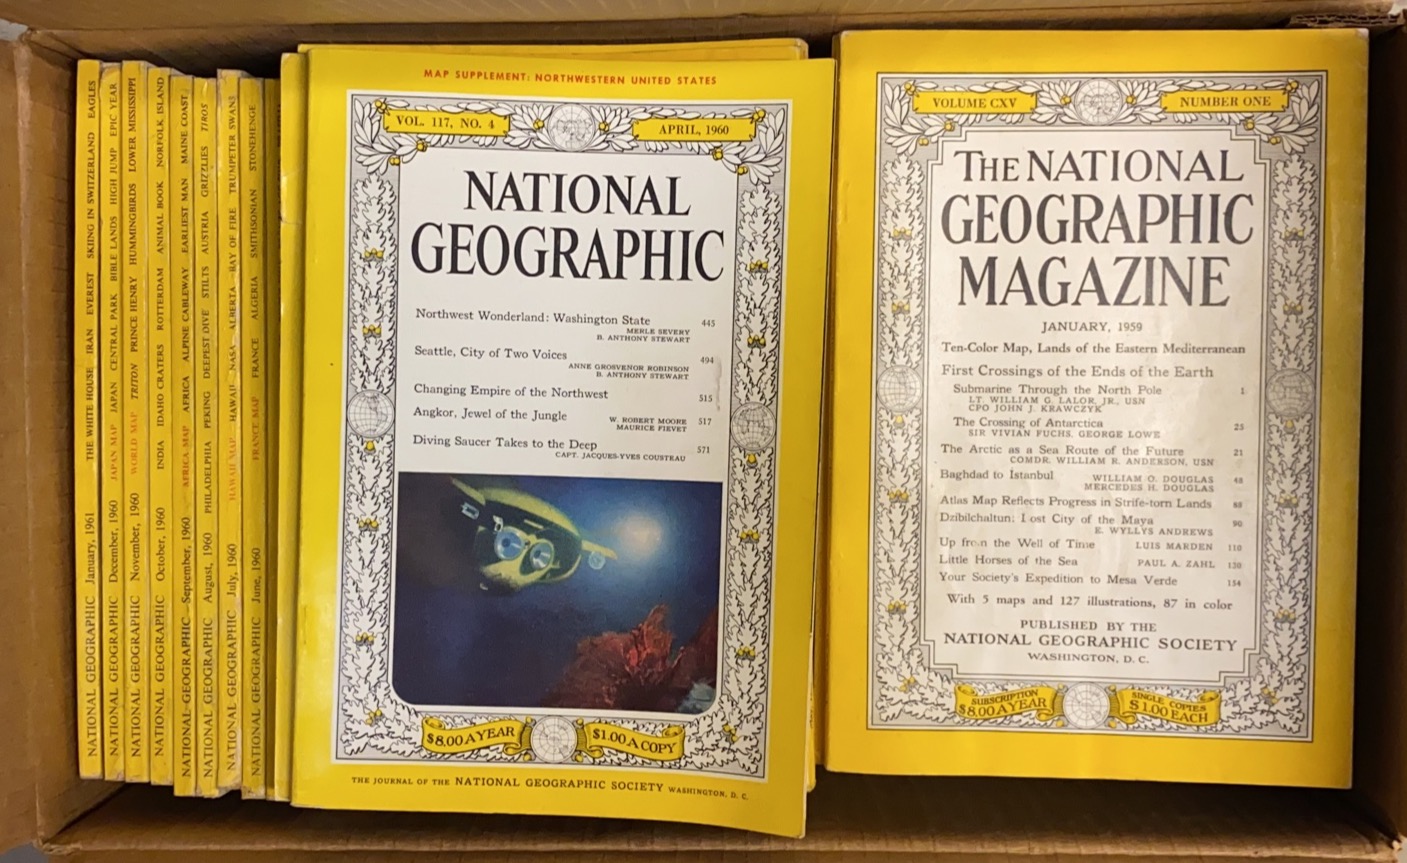 NATIONAL GEOGRAPHIC January, 1961 THE WHITE HOUSE IRAN EVEREST SKIING IN SWITZERLAND EAGLES
NATIONAL GEOGRAPHIC December, 1960 JAPAN MAP JAPAN CENTRAL PARK BIBLE LANDS HIGH JUMP EPIC YEAR
NATIONAL GEOGRAPHIC November, 1960 WORLD MAP TRITON PRINCE HENRY HUMMINGBIRDS LOWER MISSISSIPPI
NATIONAL GEOGRAPHIC October, 1960 INDIA IDAHO CRATERS ROTTERDAM ANIMAL BOOK NORFOLK ISLAND
NATIONAL GEOGRAPHIC September, 1960 AFRICA MAP AFRICA ALPINE CABLEWAY EARLIEST MAN MAINE COAST
NATIONAL GEOGRAPHIC August, 1960 PHILADELPHIA PEKING DEEPEST DIVE STILTS AUSTRIA GRIZZLIES TIROS
NATIONAL GEOGRAPHIC July, 1960 HAWAII MAP HAWAII NASA ALBERTA BAY OF FIRE TRUMPETER SWANS
NATIONAL GEOGRAPHIC June, 1960 FRANCE MAP FRANCE ALGERIA SMITHSONIAN STONEHENGE
MAP SUPPLEMENT: NORTHWESTERN UNITED STATES
VOL. 117, NO. 4
APRIL, 1960
NATIONAL
GEOGRAPHIC
Northwest Wonderland: Washington State 445
MERLE SEVERY
B. ANTHONY STEWART
Seattle, City of Two Voices 494
ANNE GROSVENOR ROBINSON
B. ANTHONY STEWART
Changing Empire of the Northwest 515
Angkor, Jewel of the Jungle W. ROBERT MOORE 517
MAURICE FIEVET
Diving Saucer Takes to the Deep 571
CAPT. JACQUES-YVES COUSTEAU
$8.00 A YEAR
$1.00 A COPY
THE JOURNAL OF THE NATIONAL GEOGRAPHIC SOCIETY WASHINGTON, D. C.
VOLUME CXV
NUMBER ONE
THE NATIONAL
GEOGRAPHIC
MAGAZINE
JANUARY, 1959
Ten-Color Map, Lands of the Eastern Mediterranean
First Crossings of the Ends of the Earth
Submarine Through the North Pole 1
LT. WILLIAM G. LALOR, JR., USN
CPO JOHN J. KRAWCZYK
The Crossing of Antarctica 25
SIR VIVIAN FUCHS, GEORGE LOWE
The Arctic as a Sea Route of the Future 21
COMDR. WILLIAM R. ANDERSON, USN
Baghdad to Istanbul WILLIAM O. DOUGLAS 48
MERCEDES H. DOUGLAS
Atlas Map Reflects Progress in Strife-torn Lands 88
Dzibilchaltun: Lost City of the Maya 90
E. WYLLYS ANDREWS
Up from the Well of Time LUIS MARDEN 110
Little Horses of the Sea PAUL A. ZAHL 130
Your Society's Expedition to Mesa Verde 154
With 5 maps and 127 illustrations, 87 in color
PUBLISHED BY THE
NATIONAL GEOGRAPHIC SOCIETY
WASHINGTON, D. C.
SUBSCRIPTION
$8.00 A YEAR
SINGLE COPIES
$1.00 EACH